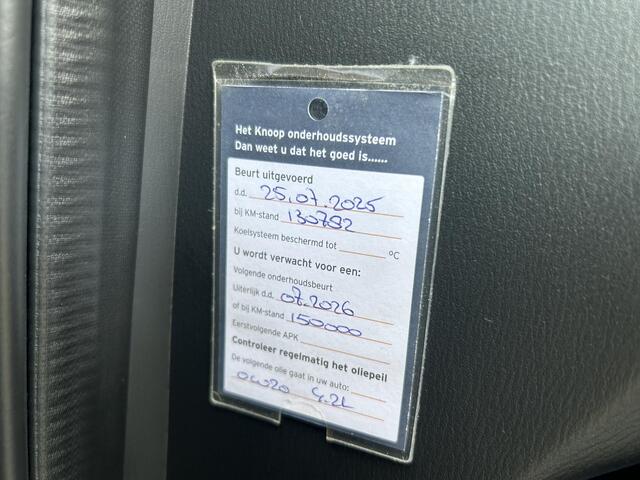 Het Knoop onderhoudssysteem
Dan weet u dat het goed is......
Beurt uitgevoerd
d.d. 25.07.2025
bij KM-stand 130792
Koelsysteem beschermd tot °C
U wordt verwacht voor een:
Volgende onderhoudsbeurt
Uiterlijk d.d. 07.2026
of bij KM-stand 150000
Eerstvolgende APK
Controleer regelmatig het oliepeil
De volgende olie gaat in uw auto:
0w20 4.2L